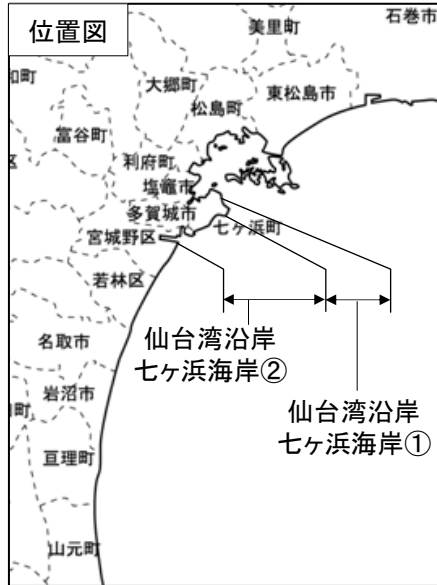 位置図
美里町
石巻市
和町
大郷町
東松島市
松島町
富谷町
利府町
区
塩竈市
多賀城市
七ヶ浜町
宮城野区
若林区
仙台湾沿岸
七ヶ浜海岸②
名取市
岩沼市
仙台湾沿岸
七ヶ浜海岸①
町
亘理町
山元町